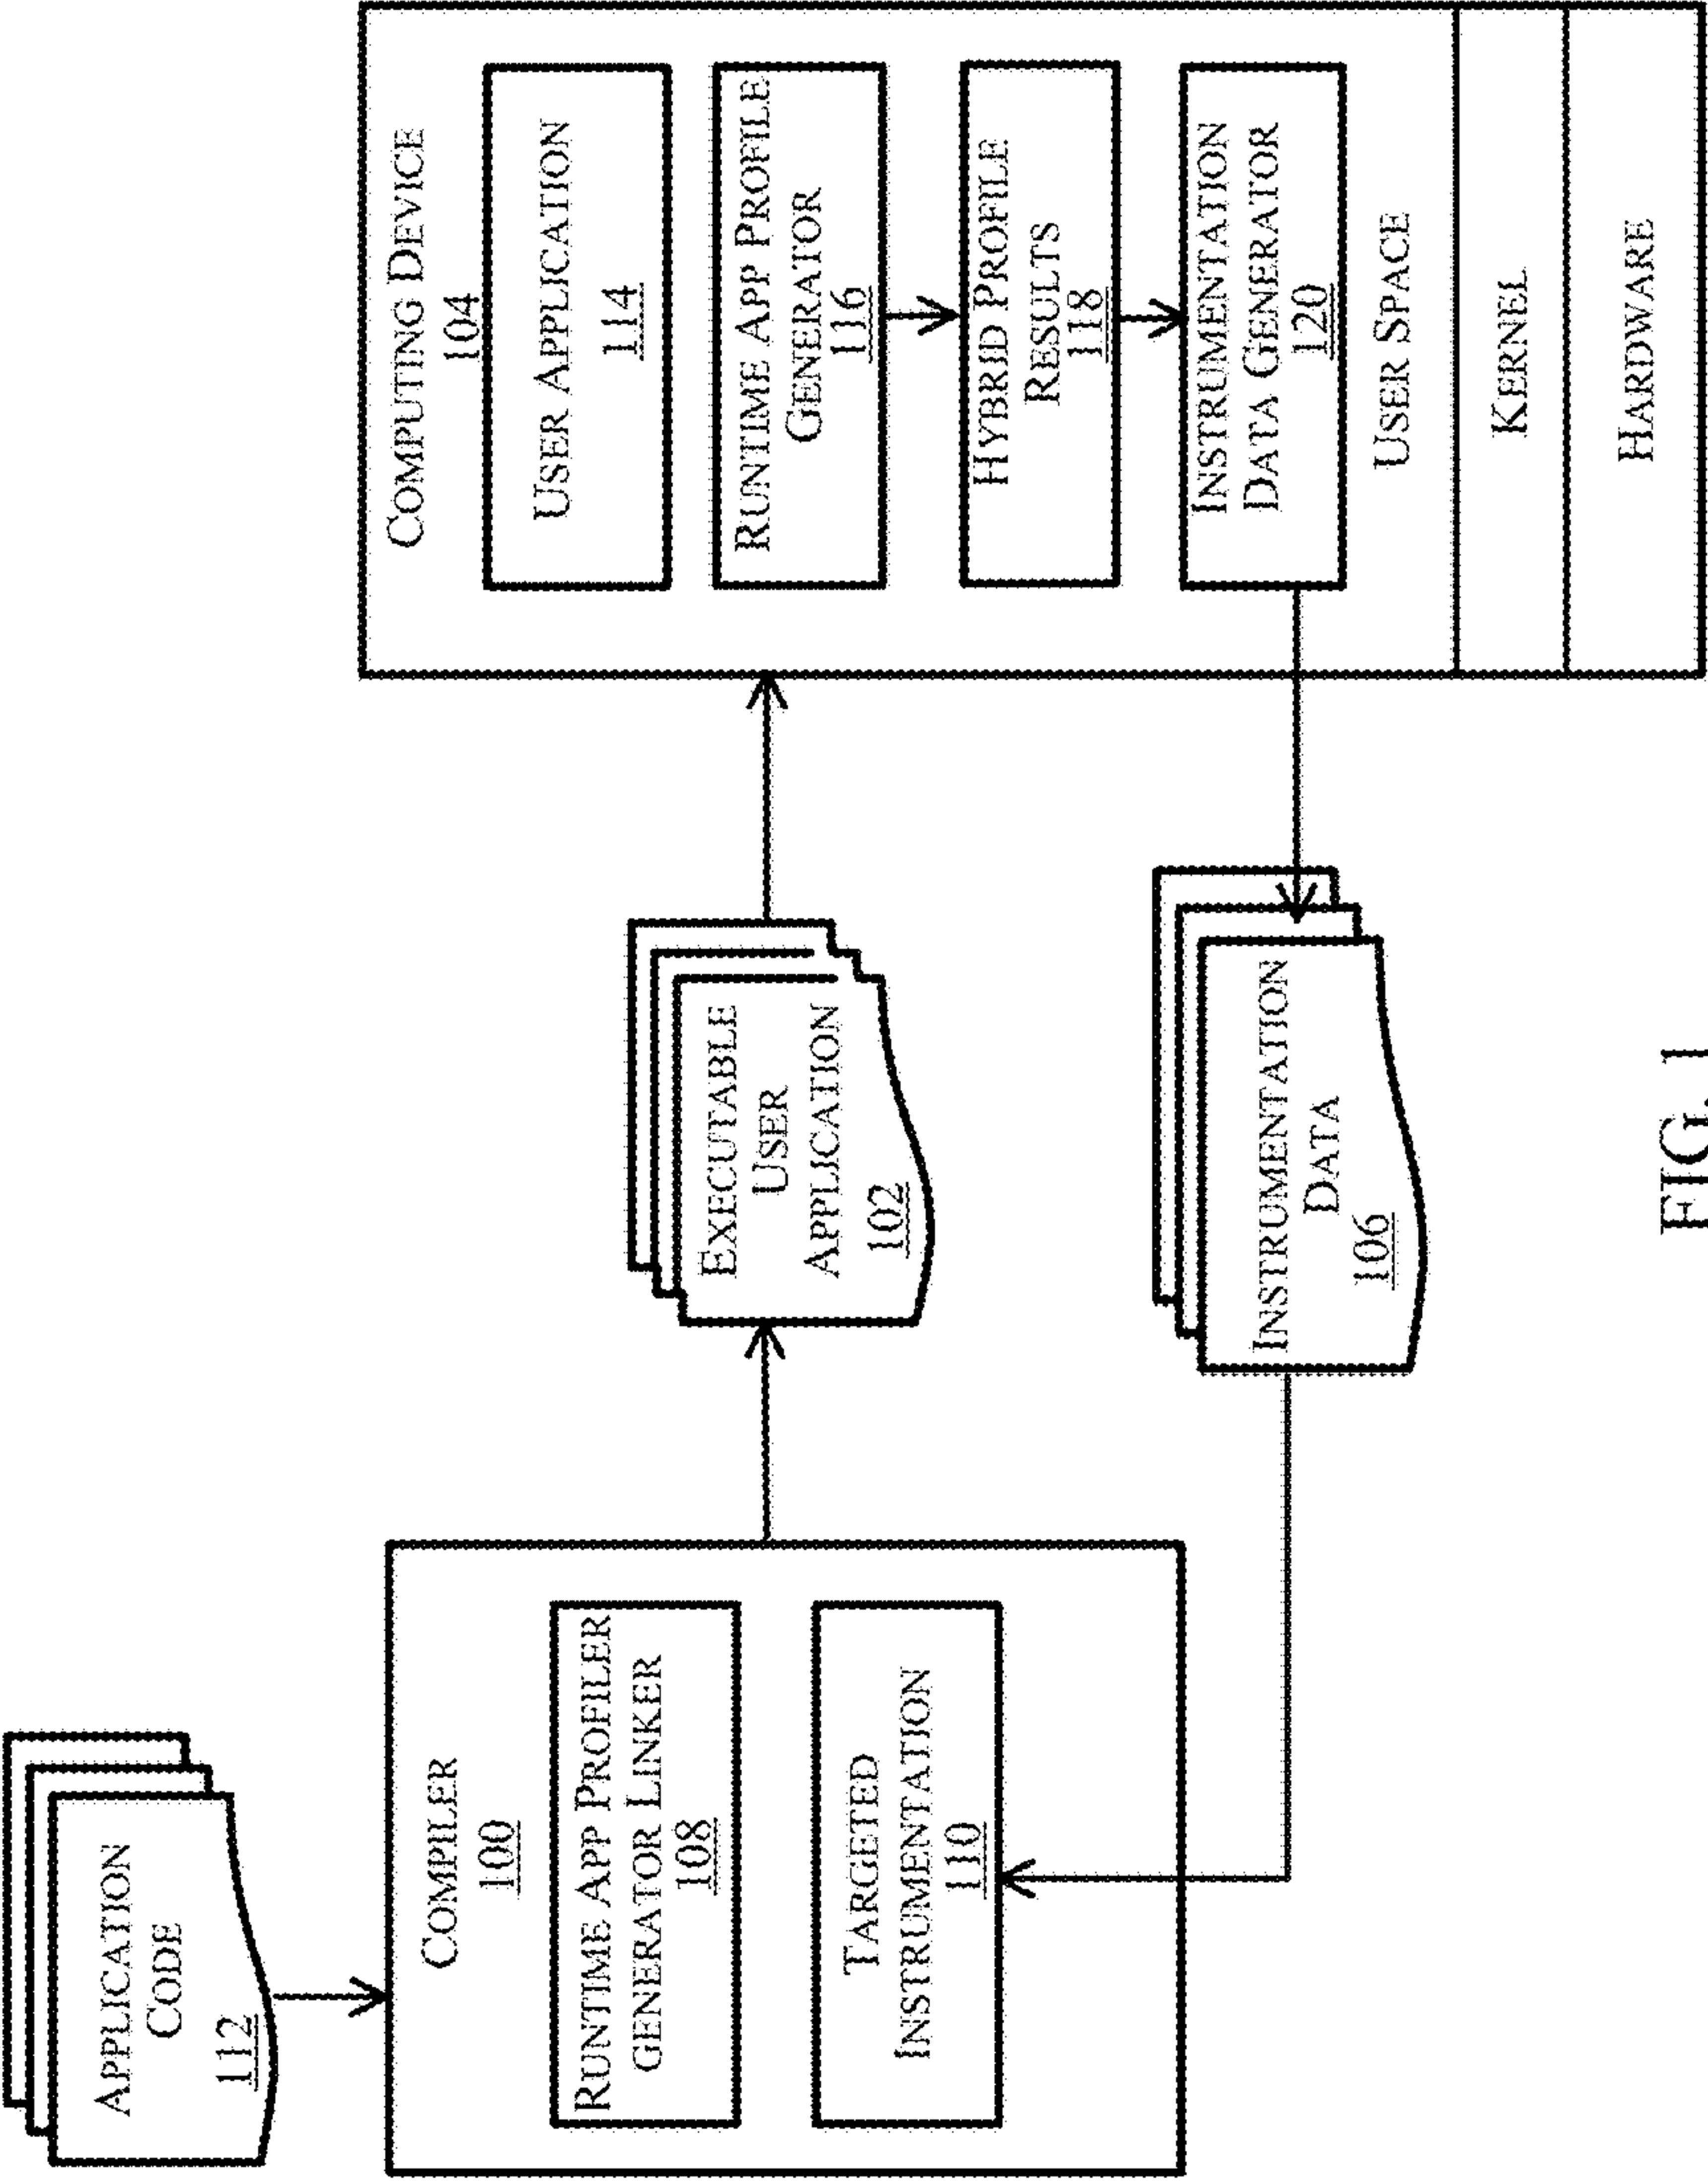 APPLICATION
CODE
112
COMPILER
100
RUNTIME APP PROFILER
GENERATOR LINKER
108
TARGETED
INSTRUMENTATION
110
EXECUTABLE
USER
APPLICATION
102
INSTRUMENTATION
DATA
106
COMPUTING DEVICE
104
USER APPLICATION
114
RUNTIME APP PROFILE
GENERATOR
116
HYBRID PROFILE
RESULTS
118
INSTRUMENTATION
DATA GENERATOR
120
USER SPACE
KERNEL
HARDWARE
FIG. 1